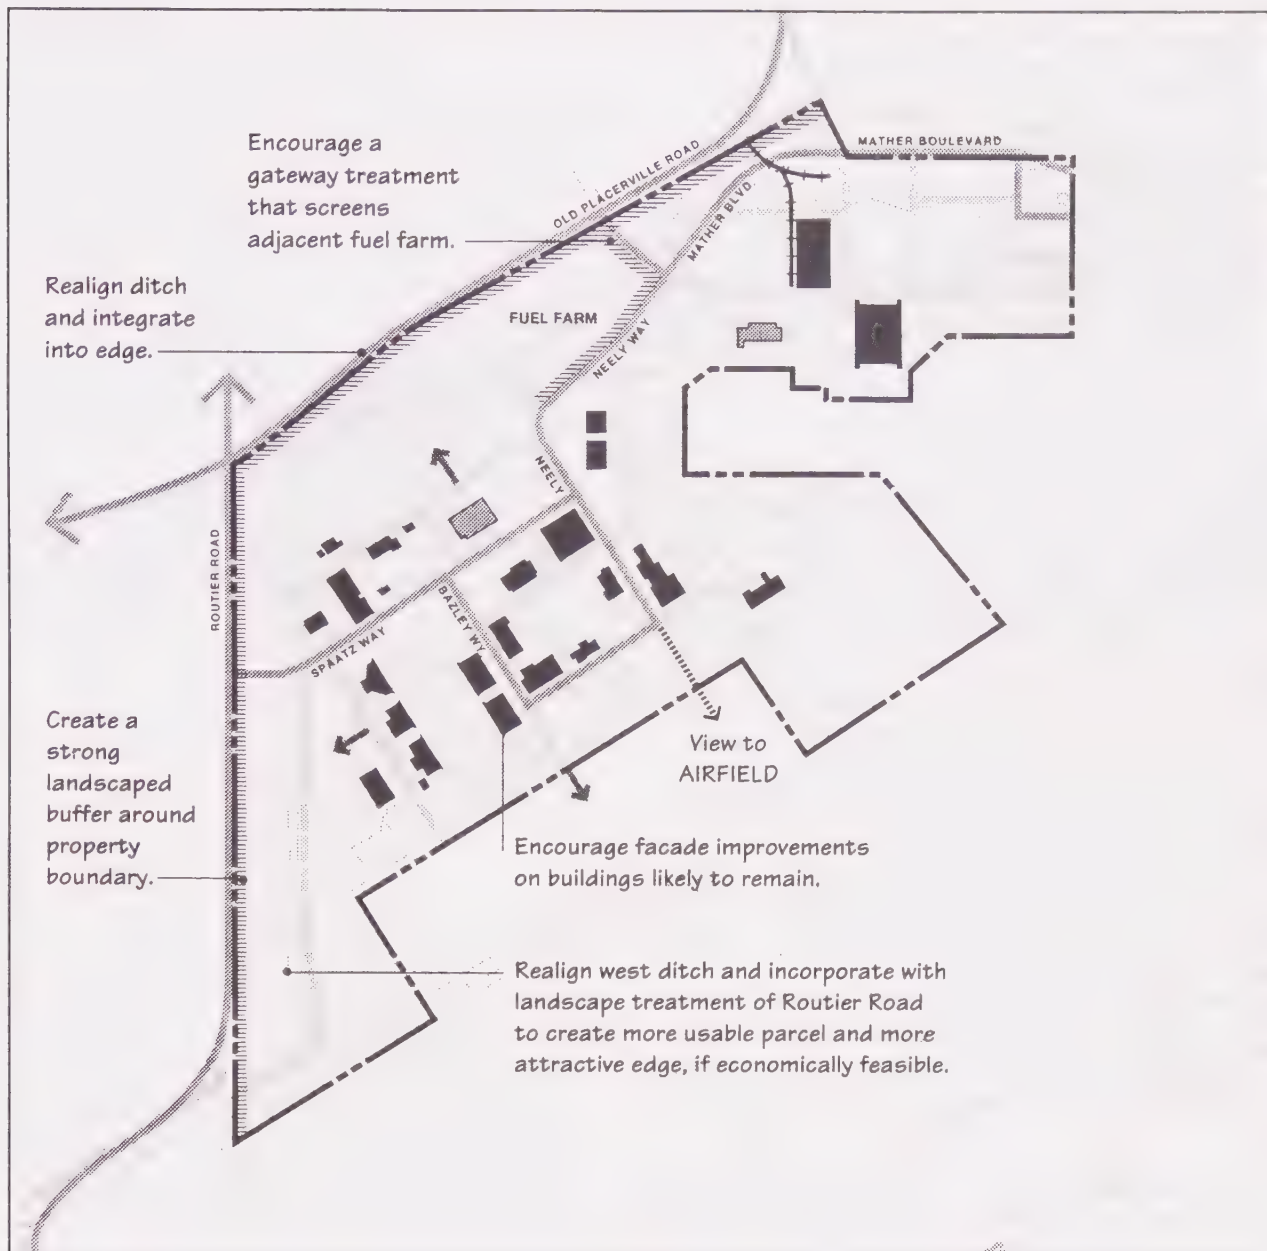 Encourage a
gateway treatment
that screens
adjacent fuel farm.
OLD PLACERVILLE ROAD
MATHER BOULEVARD
MATHER BLVD.
Realign ditch
and integrate
into edge.
FUEL FARM
NEELY WAY
NEELY
ROUTIER ROAD
BAZLEY WY
SPAATZ WAY
Create a
strong
landscaped
buffer around
property
boundary.
View to
AIRFIELD
Encourage facade improvements
on buildings likely to remain.
Realign west ditch and incorporate with
landscape treatment of Routier Road
to create more usable parcel and more
attractive edge, if economically feasible.